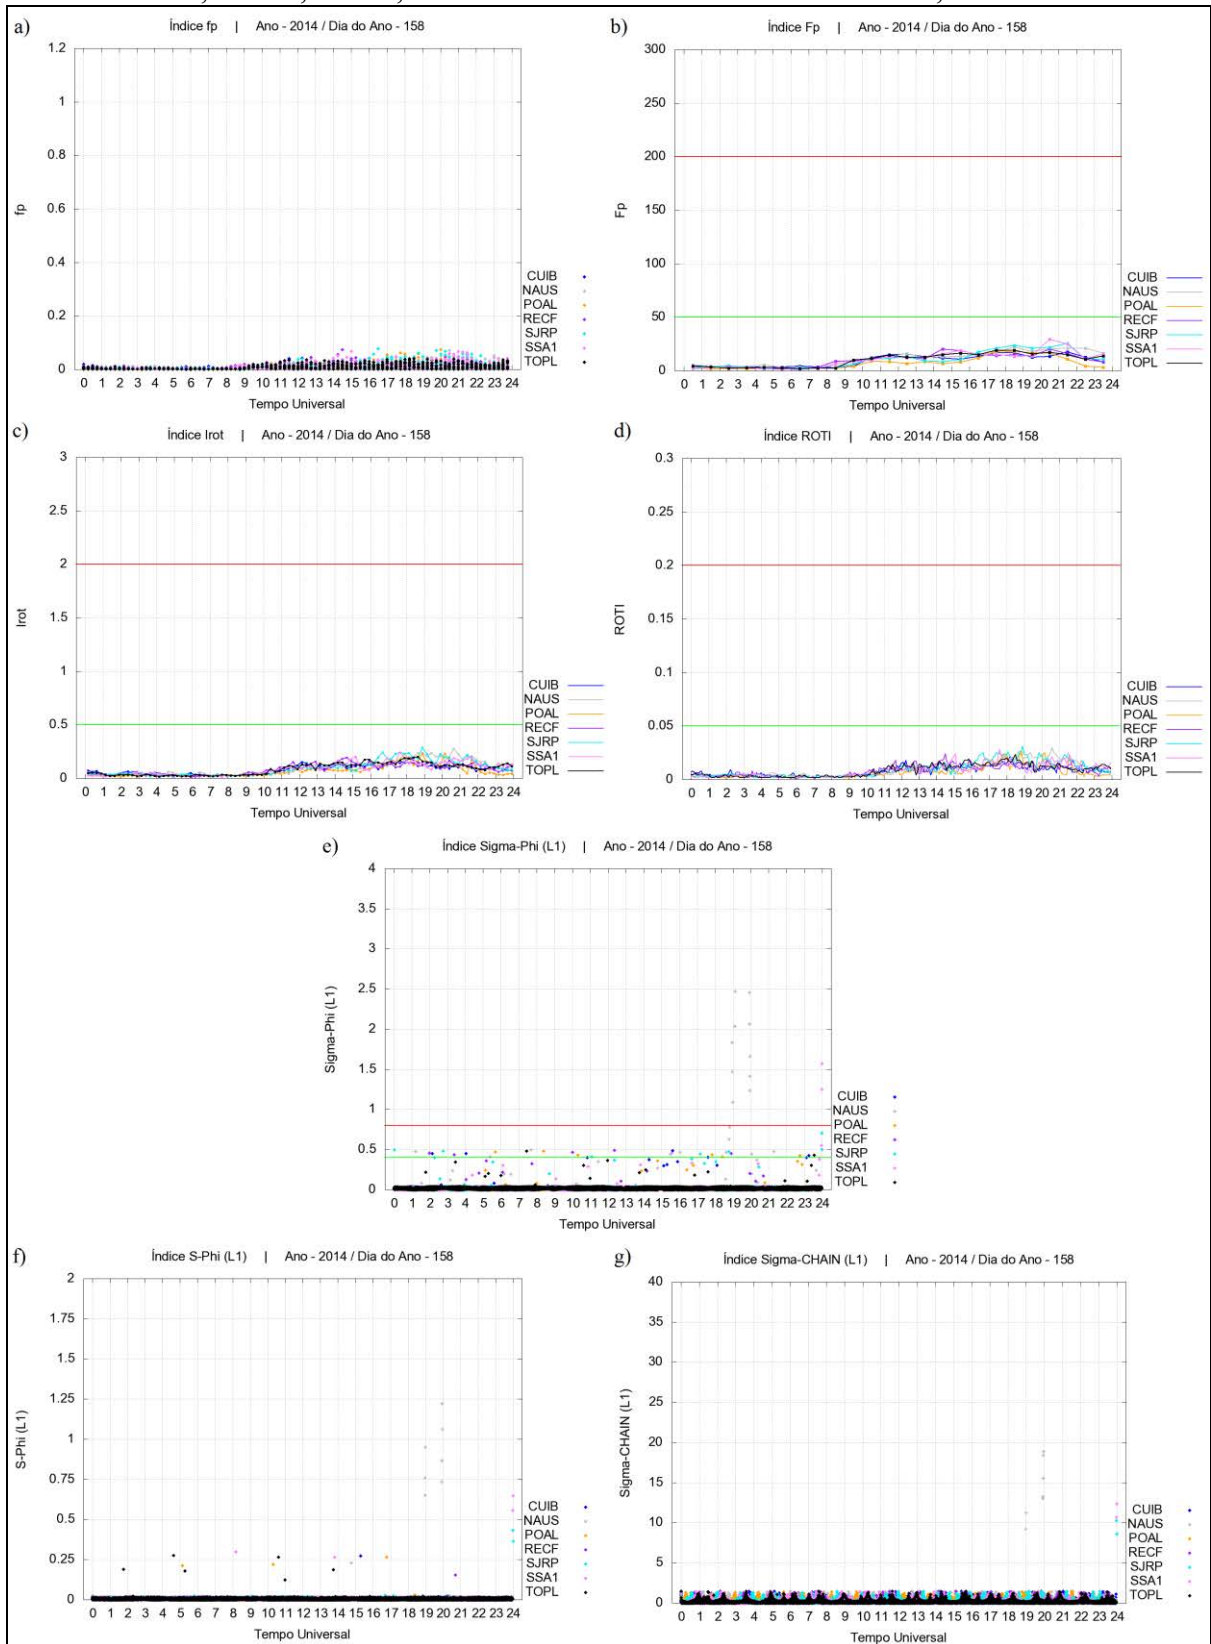 a)
Índice fp | Ano - 2014 / Dia do Ano - 158
1.2
1
0.8
0.6
0.4
0.2
0
fp
CUIB
NAUS
POAL
RECF
SJRP
SSA1
TOPL
0 1 2 3 4 5 6 7 8 9 10 11 12 13 14 15 16 17 18 19 20 21 22 23 24
Tempo Universal
b)
Índice Fp | Ano - 2014 / Dia do Ano - 158
300
250
200
150
100
50
0
Fp
CUIB
NAUS
POAL
RECF
SJRP
SSA1
TOPL
0 1 2 3 4 5 6 7 8 9 10 11 12 13 14 15 16 17 18 19 20 21 22 23 24
Tempo Universal
c)
Índice Irot | Ano - 2014 / Dia do Ano - 158
3
2.5
2
1.5
1
0.5
0
Irot
CUIB
NAUS
POAL
RECF
SJRP
SSA1
TOPL
0 1 2 3 4 5 6 7 8 9 10 11 12 13 14 15 16 17 18 19 20 21 22 23 24
Tempo Universal
d)
Índice ROTI | Ano - 2014 / Dia do Ano - 158
0.3
0.25
0.2
0.15
0.1
0.05
0
ROTI
CUIB
NAUS
POAL
RECF
SJRP
SSA1
TOPL
0 1 2 3 4 5 6 7 8 9 10 11 12 13 14 15 16 17 18 19 20 21 22 23 24
Tempo Universal
e)
Índice Sigma-Phi (L1) | Ano - 2014 / Dia do Ano - 158
4
3.5
3
2.5
2
1.5
1
0.5
0
Sigma-Phi (L1)
CUIB
NAUS
POAL
RECF
SJRP
SSA1
TOPL
0 1 2 3 4 5 6 7 8 9 10 11 12 13 14 15 16 17 18 19 20 21 22 23 24
Tempo Universal
f)
Índice S-Phi (L1) | Ano - 2014 / Dia do Ano - 158
2
1.75
1.5
1.25
1
0.75
0.5
0.25
0
S-Phi (L1)
CUIB
NAUS
POAL
RECF
SJRP
SSA1
TOPL
0 1 2 3 4 5 6 7 8 9 10 11 12 13 14 15 16 17 18 19 20 21 22 23 24
Tempo Universal
g)
Índice Sigma-CHAIN (L1) | Ano - 2014 / Dia do Ano - 158
40
35
30
25
20
15
10
5
0
Sigma-CHAIN (L1)
CUIB
NAUS
POAL
RECF
SJRP
SSA1
TOPL
0 1 2 3 4 5 6 7 8 9 10 11 12 13 14 15 16 17 18 19 20 21 22 23 24
Tempo Universal